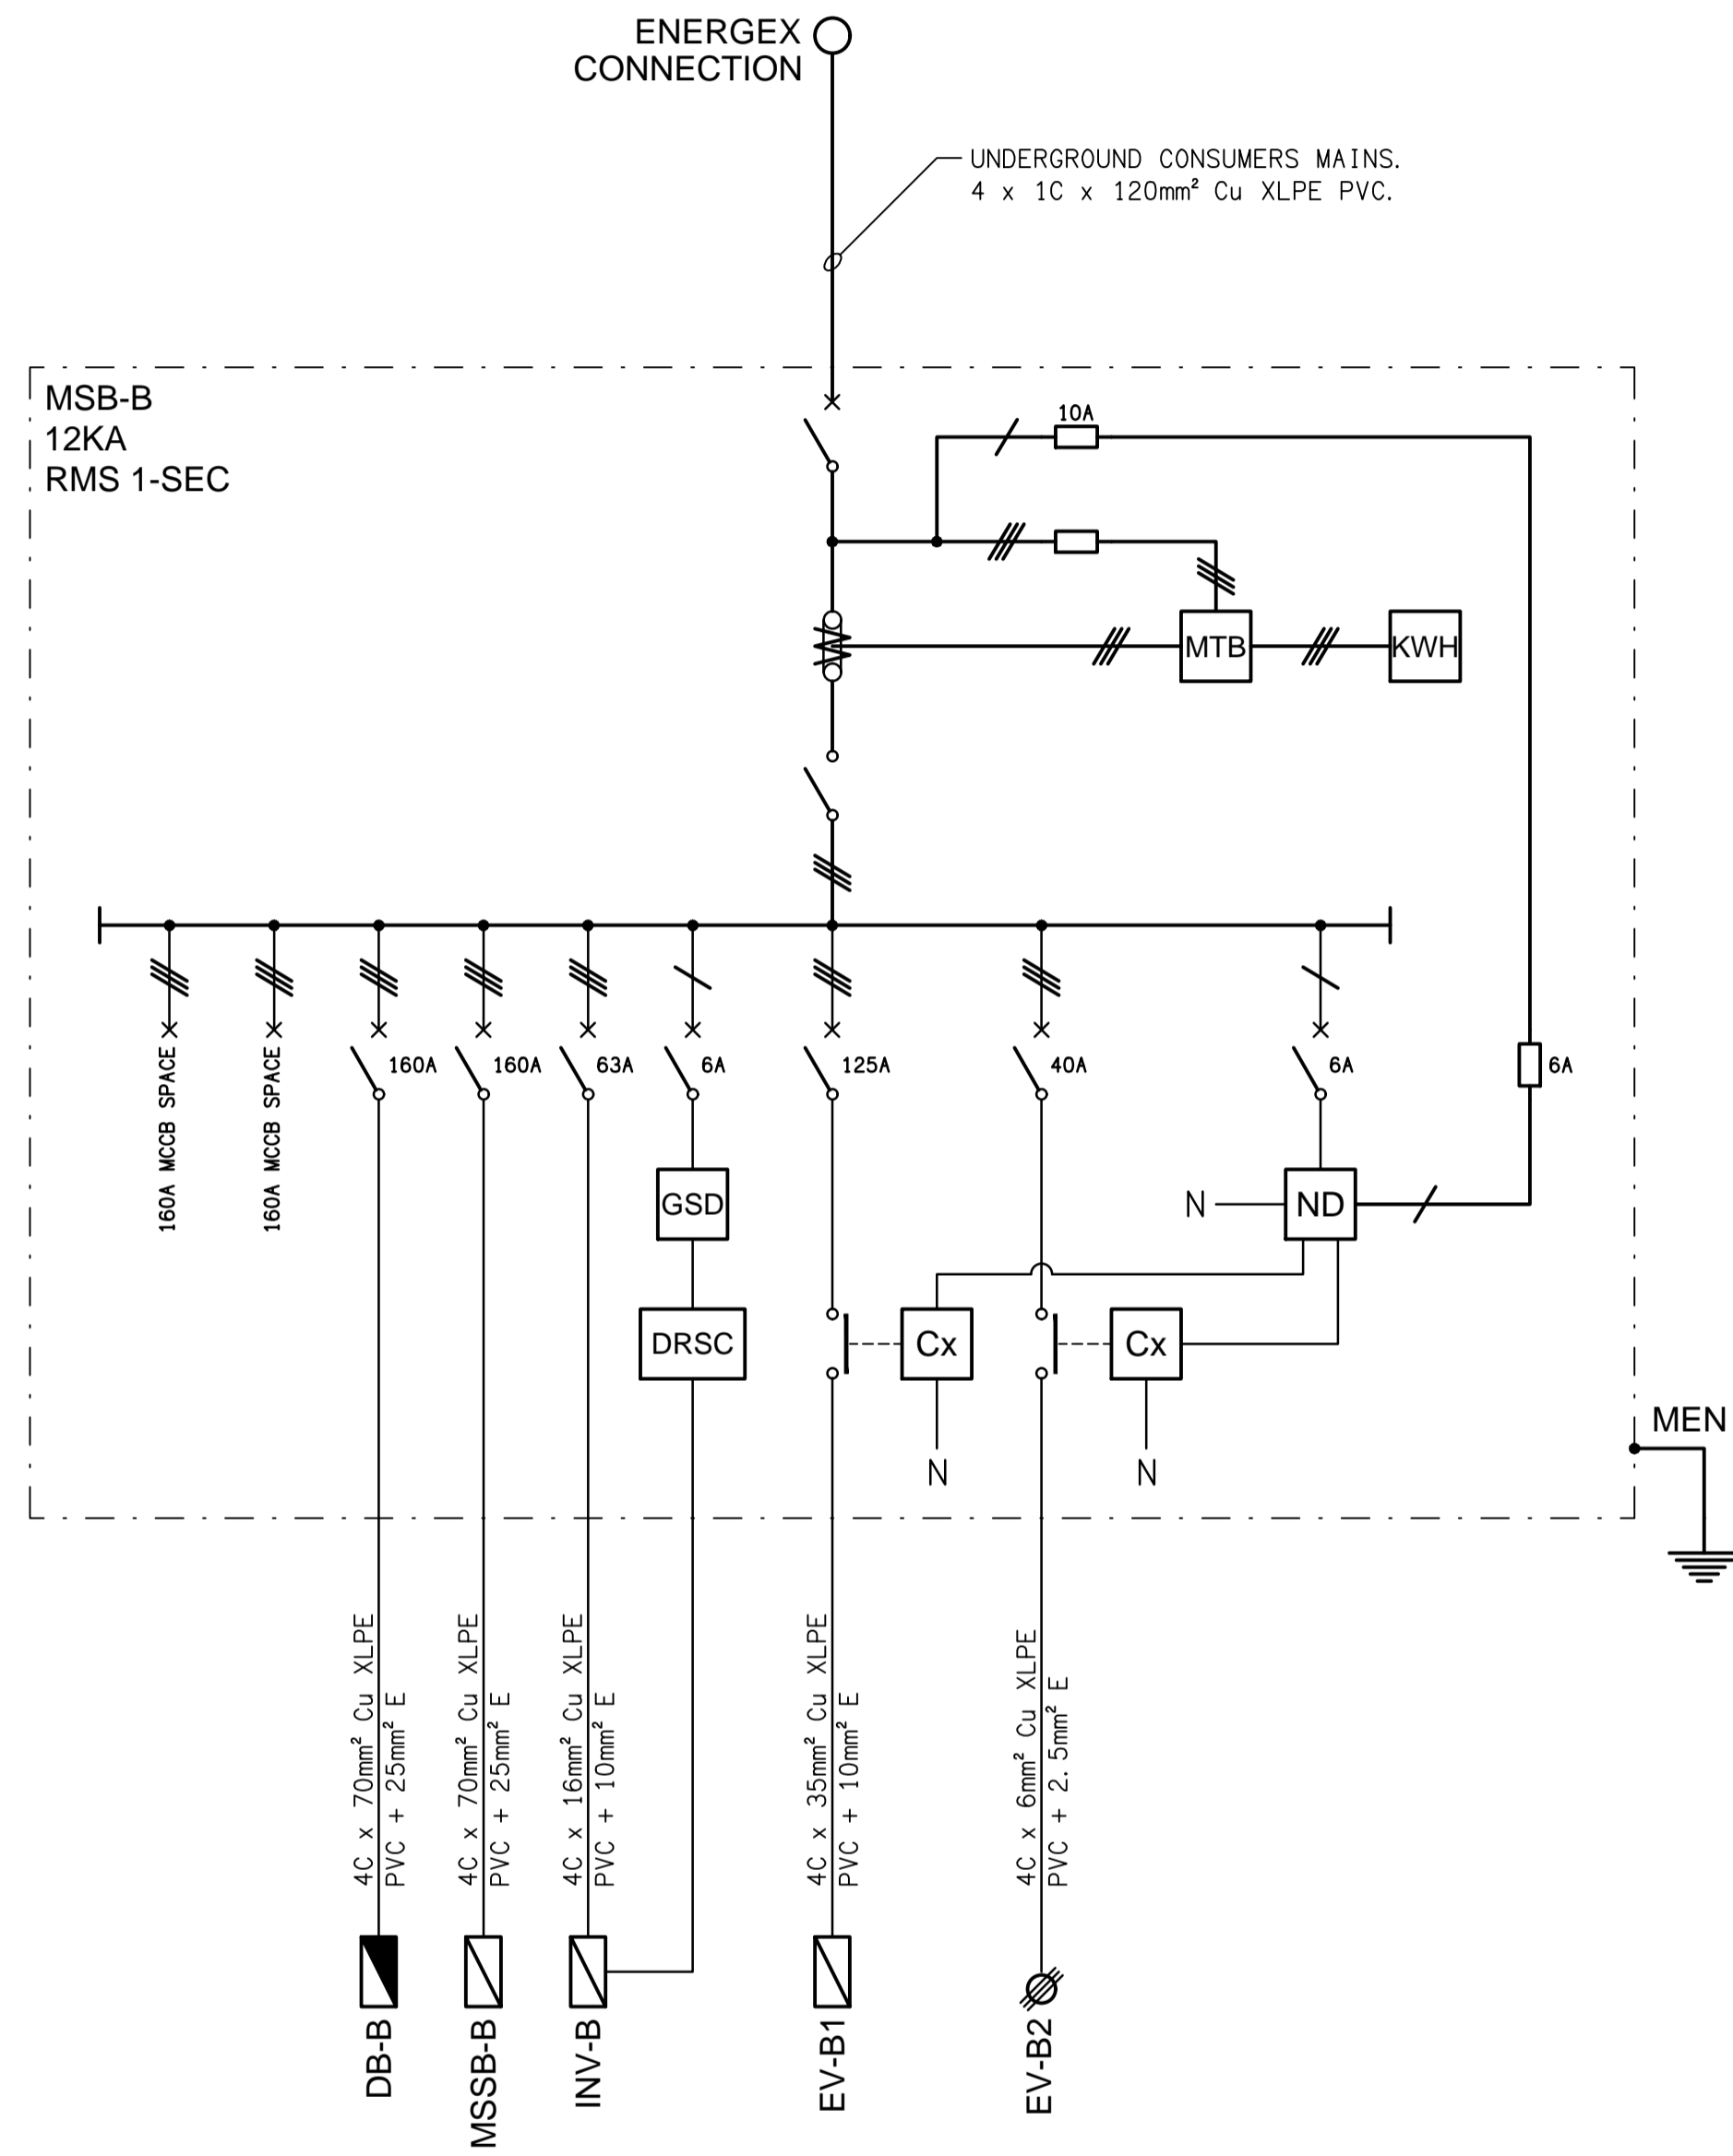 ENERGEX
CONNECTION
UNDERGROUND CONSUMERS MAINS.
4 x 1C x 120mm² Cu XLPE PVC.
MSB-B
12KA
RMS 1-SEC
10A
MTB
KWH
160A MCCB SPACE
160A MCCB SPACE
160A
160A
63A
6A
125A
40A
6A
6A
GSD
N
ND
DRSC
Cx
Cx
N
N
MEN
4C x 70mm² Cu XLPE
PVC + 25mm² E
4C x 70mm² Cu XLPE
PVC + 25mm² E
4C x 16mm² Cu XLPE
PVC + 10mm² E
4C x 35mm² Cu XLPE
PVC + 10mm² E
4C x 6mm² Cu XLPE
PVC + 2.5mm² E
DB-B
MSSB-B
INV-B
EV-B1
EV-B2